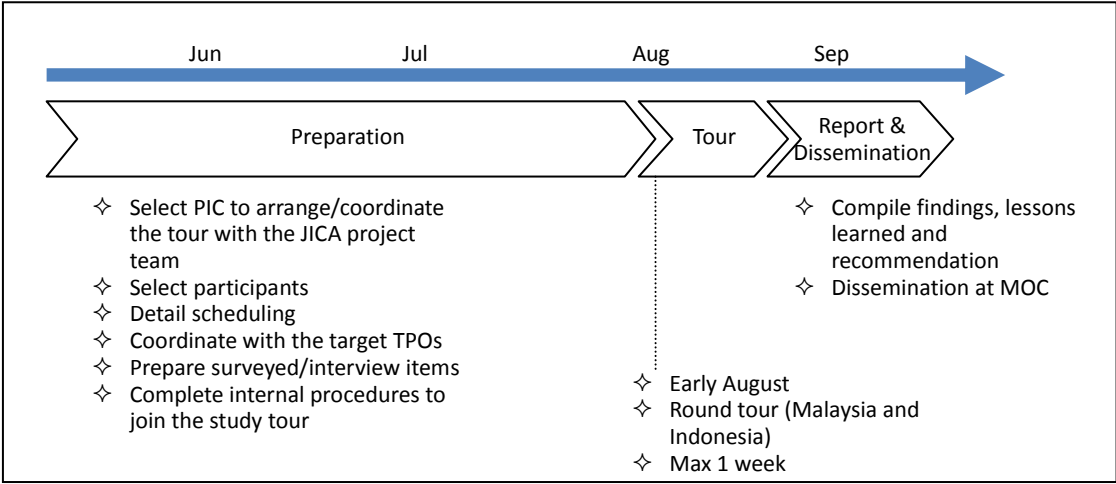 Jun Jul Aug Sep
Preparation
Tour
Report &
Dissemination
✧ Select PIC to arrange/coordinate
the tour with the JICA project
team
✧ Select participants
✧ Detail scheduling
✧ Coordinate with the target TPOs
✧ Prepare surveyed/interview items
✧ Complete internal procedures to
join the study tour
✧ Early August
✧ Round tour (Malaysia and
Indonesia)
✧ Max 1 week
✧ Compile findings, lessons
learned and
recommendation
✧ Dissemination at MOC